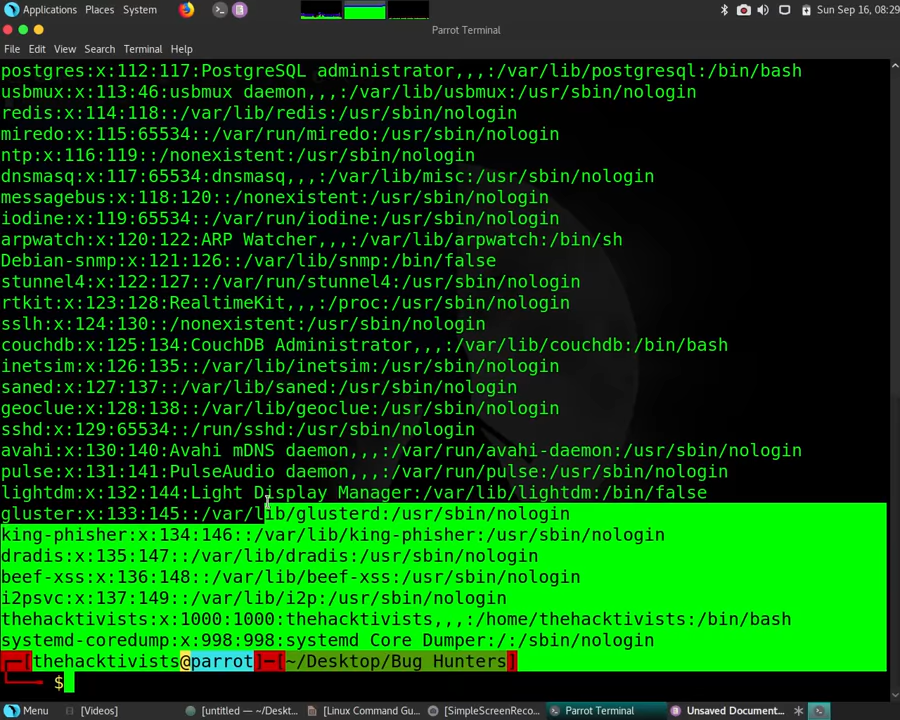 Applications Places System Sun Sep 16, 08:29
Parrot Terminal
File Edit View Search Terminal Help
postgres:x:112:117:PostgreSQL administrator,,,:/var/lib/postgresql:/bin/bash
usbmux:x:113:46:usbmux daemon,,,:/var/lib/usbmux:/usr/sbin/nologin
redis:x:114:118::/var/lib/redis:/usr/sbin/nologin
miredo:x:115:65534::/var/run/miredo:/usr/sbin/nologin
ntp:x:116:119::/nonexistent:/usr/sbin/nologin
dnsmasq:x:117:65534:dnsmasq,,,:/var/lib/misc:/usr/sbin/nologin
messagebus:x:118:120::/nonexistent:/usr/sbin/nologin
iodine:x:119:65534::/var/run/iodine:/usr/sbin/nologin
arpwatch:x:120:122:ARP Watcher,,,:/var/lib/arpwatch:/bin/sh
Debian-snmp:x:121:126::/var/lib/snmp:/bin/false
stunnel4:x:122:127::/var/run/stunnel4:/usr/sbin/nologin
rtkit:x:123:128:RealtimeKit,,,:/proc:/usr/sbin/nologin
sslh:x:124:130::/nonexistent:/usr/sbin/nologin
couchdb:x:125:134:CouchDB Administrator,,,:/var/lib/couchdb:/bin/bash
inetsim:x:126:135::/var/lib/inetsim:/usr/sbin/nologin
saned:x:127:137::/var/lib/saned:/usr/sbin/nologin
geoclue:x:128:138::/var/lib/geoclue:/usr/sbin/nologin
sshd:x:129:65534::/run/sshd:/usr/sbin/nologin
avahi:x:130:140:Avahi mDNS daemon,,,:/var/run/avahi-daemon:/usr/sbin/nologin
pulse:x:131:141:PulseAudio daemon,,,:/var/run/pulse:/usr/sbin/nologin
lightdm:x:132:144:Light Display Manager:/var/lib/lightdm:/bin/false
gluster:x:133:145::/var/lib/glusterd:/usr/sbin/nologin
king-phisher:x:134:146::/var/lib/king-phisher:/usr/sbin/nologin
dradis:x:135:147::/var/lib/dradis:/usr/sbin/nologin
beef-xss:x:136:148::/var/lib/beef-xss:/usr/sbin/nologin
i2psvc:x:137:149::/var/lib/i2p:/usr/sbin/nologin
thehacktivists:x:1000:1000:thehacktivists,,,:/home/thehacktivists:/bin/bash
systemd-coredump:x:998:998:systemd Core Dumper:/:/sbin/nologin
┌─[thehacktivists@parrot]─[~/Desktop/Bug Hunters]
└──╼ $
Menu [Videos] [untitled — ~/Deskt... [Linux Command Gu... [SimpleScreenReco... Parrot Terminal Unsaved Document...